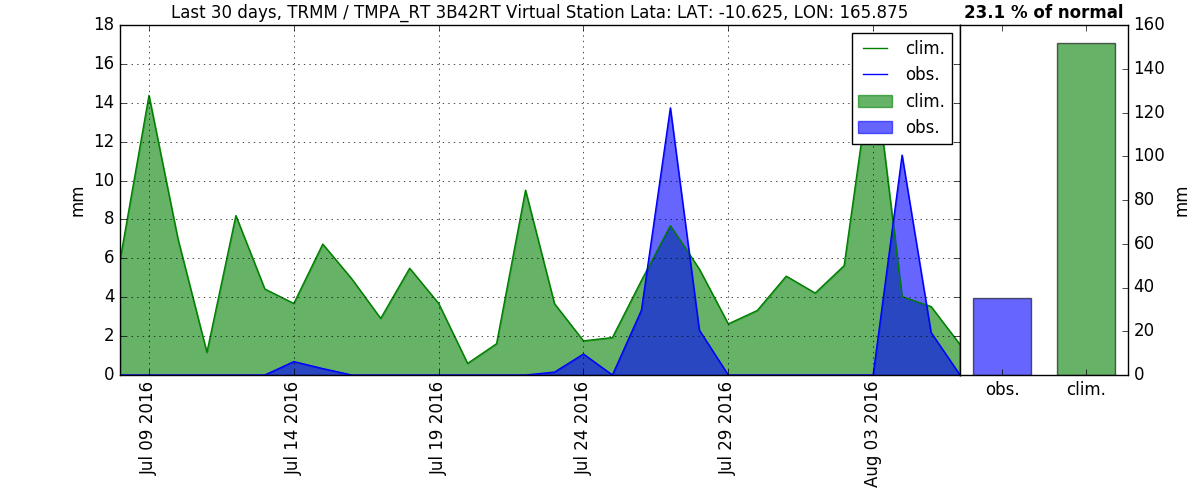 Last 30 days, TRMM / TMPA_RT 3B42RT Virtual Station Lata: LAT: -10.625, LON: 165.875
23.1 % of normal
18
16
14
12
10
8
6
4
2
0
mm
clim.
obs.
clim.
obs.
160
140
120
100
80
60
40
20
0
mm
obs.
clim.
Jul 09 2016
Jul 14 2016
Jul 19 2016
Jul 24 2016
Jul 29 2016
Aug 03 2016